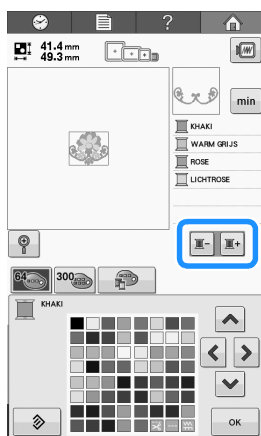 ?
41.4 mm
49.3 mm
min
KHAKI
WARM GRIJS
ROSE
LICHTROSE
- +
64 300
KHAKI
OK